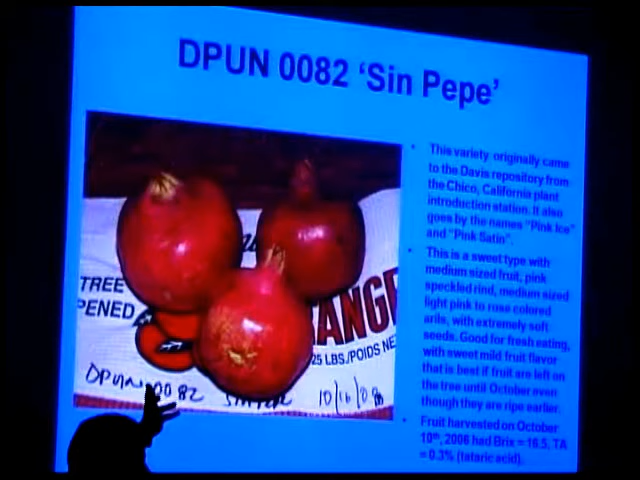 DPUN 0082 ‘Sin Pepe’
• This variety originally came
to the Davis repository from
the Chico, California plant
introduction station. It also
goes by the names "Pink Ice"
and "Pink Satin".
• This is a sweet type with
medium sized fruit, pink
speckled rind, medium sized
light pink to rose colored
arils, with extremely soft
seeds. Good for fresh eating,
with sweet mild fruit flavor
that is best if fruit are left on
the tree until October even
though they are ripe earlier.
• Fruit harvested on October
10th, 2006 had Brix = 16.5, TA
= 0.3% (tataric acid).
TREE
PENED
ANGE
25 LBS./POIDS NE
DPUN 0082